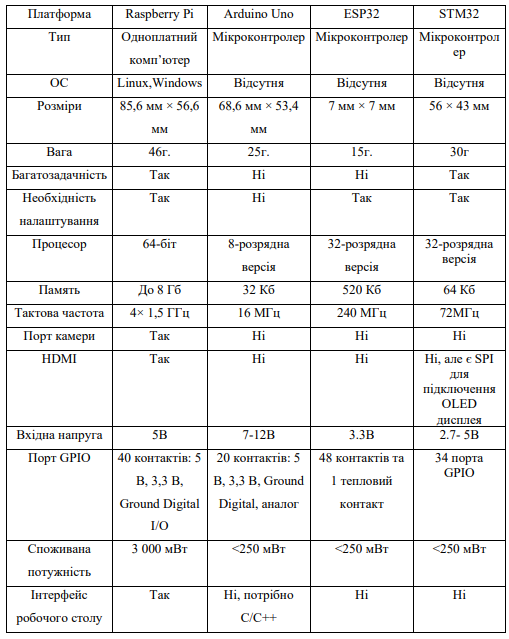 Платформа Raspberry Pi Arduino Uno ESP32 STM32
Тип Одноплатний Мікроконтролер Мікроконтролер Мікроконтрол
комп’ютер ер
ОС Linux,Windows Відсутня Відсутня Відсутня
Розміри 85,6 мм × 56,6 68,6 мм × 53,4 7 мм × 7 мм 56 × 43 мм
мм мм
Вага 46г. 25г. 15г. 30г
Багатозадачність Так Ні Ні Так
Необхідність Так Ні Так Так
налаштування
Процесор 64-біт 8-розрядна 32-розрядна 32-розрядна
версія версія версія
Память До 8 Гб 32 Кб 520 Кб 64 Кб
Тактова частота 4× 1,5 ГГц 16 МГц 240 МГц 72МГц
Порт камери Так Ні Ні Ні
HDMI Так Ні Ні Ні, але є SPI
для
підключення
OLED
дисплея
Вхідна напруга 5В 7-12В 3.3В 2.7- 5В
Порт GPIO 40 контактів: 5 20 контактів: 5 48 контактів та 34 порта
В, 3,3 В, В, 3,3 В, Ground 1 тепловий GPIO
Ground Digital Digital, аналог контакт
I/O
Споживана 3 000 мВт <250 мВт <250 мВт <250 мВт
потужність
Інтерфейс Так Ні, потрібно Ні Ні
робочого столу C/C++